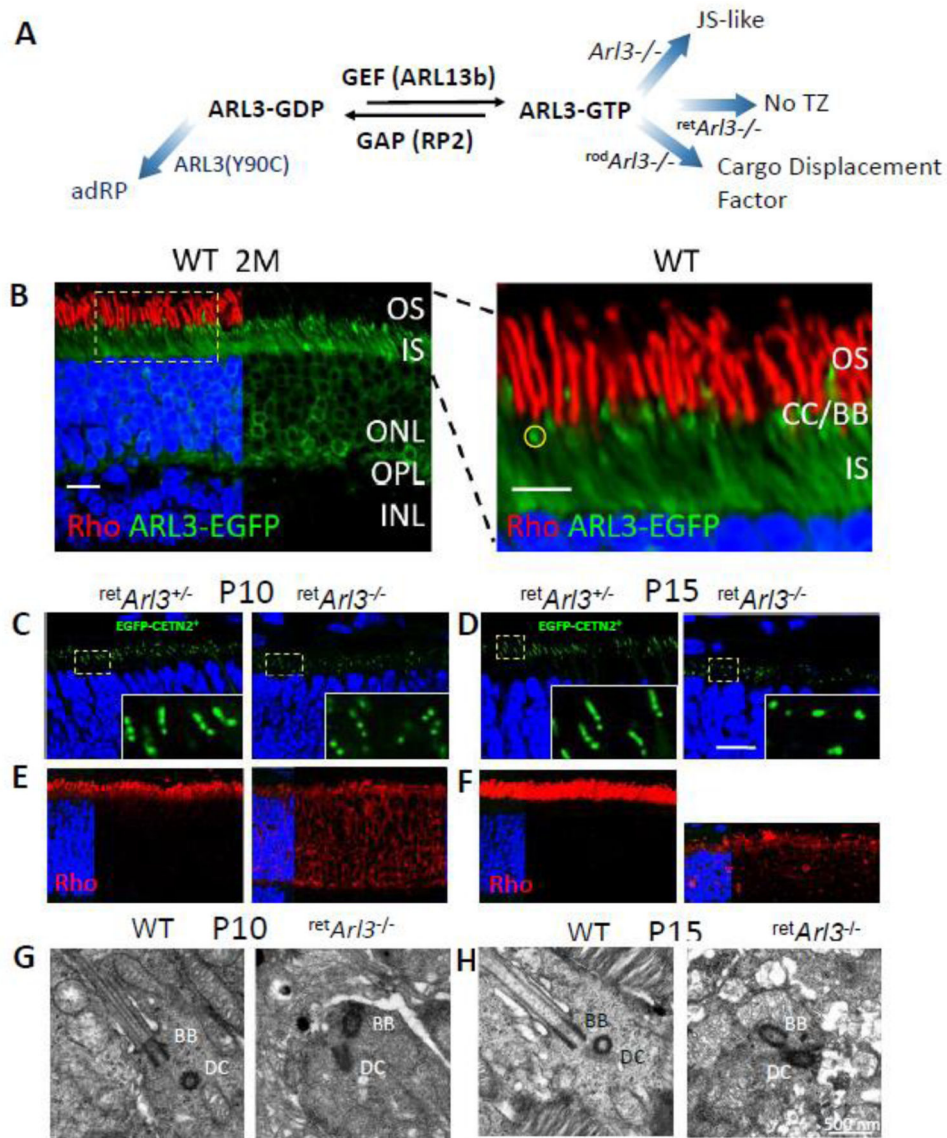 A
JS-like
Arl3-/-
GEF (ARL13b)
ARL3-GDP
ARL3-GTP
No TZ
GAP (RP2)
retArl3-/-
ARL3(Y90C)
rodArl3-/-
Cargo Displacement
Factor
adRP
WT 2M
WT
B
OS
IS
ONL
OPL
INL
Rho ARL3-EGFP
OS
CC/BB
IS
Rho ARL3-EGFP
retArl3+/- P10 retArl3-/-
retArl3+/- P15 retArl3-/-
C
EGFP-CETN2+
D
EGFP-CETN2+
E
Rho
F
Rho
WT P10 retArl3-/-
WT P15 retArl3-/-
G
BB
DC
BB
DC
H
BB
DC
BB
DC
500 nm